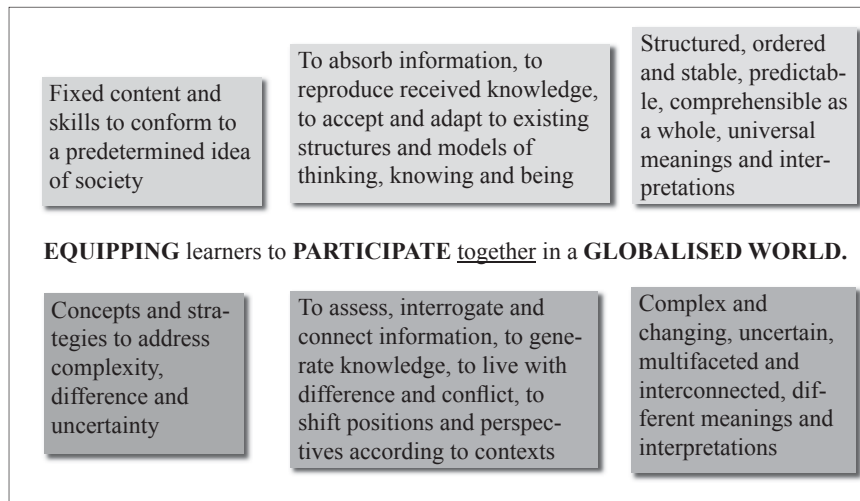 Fixed content and
skills to conform to
a predetermined idea
of society
To absorb information, to
reproduce received knowledge,
to accept and adapt to existing
structures and models of
thinking, knowing and being
Structured, ordered
and stable, predictab-
le, comprehensible as
a whole, universal
meanings and inter-
pretations
EQUIPPING learners to PARTICIPATE together in a GLOBALISED WORLD.
Concepts and stra-
tegies to address
complexity,
difference and
uncertainty
To assess, interrogate and
connect information, to gene-
rate knowledge, to live with
difference and conflict, to
shift positions and perspec-
tives according to contexts
Complex and
changing, uncertain,
multifaceted and
interconnected, dif-
ferent meanings and
interpretations